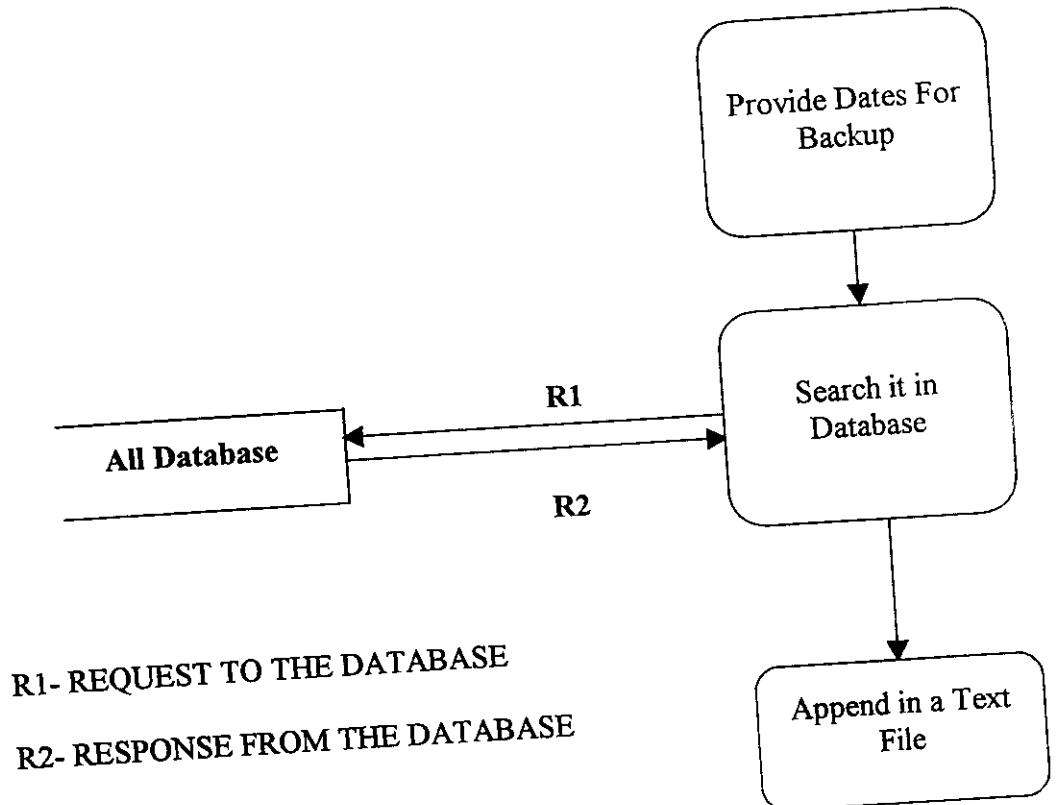 Provide Dates For
Backup
Search it in
Database
R1
All Database
R2
R1- REQUEST TO THE DATABASE
R2- RESPONSE FROM THE DATABASE
Append in a Text
File